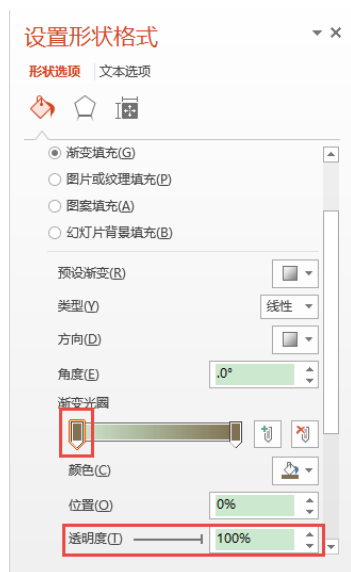 设置形状格式
形状选项 文本选项
渐变填充(G)
图片或纹理填充(P)
图案填充(A)
幻灯片背景填充(B)
预设渐变(R)
类型(Y) 线性
方向(D)
角度(E) .0°
渐变光圈
颜色(C)
位置(O) 0%
透明度(T) 100%